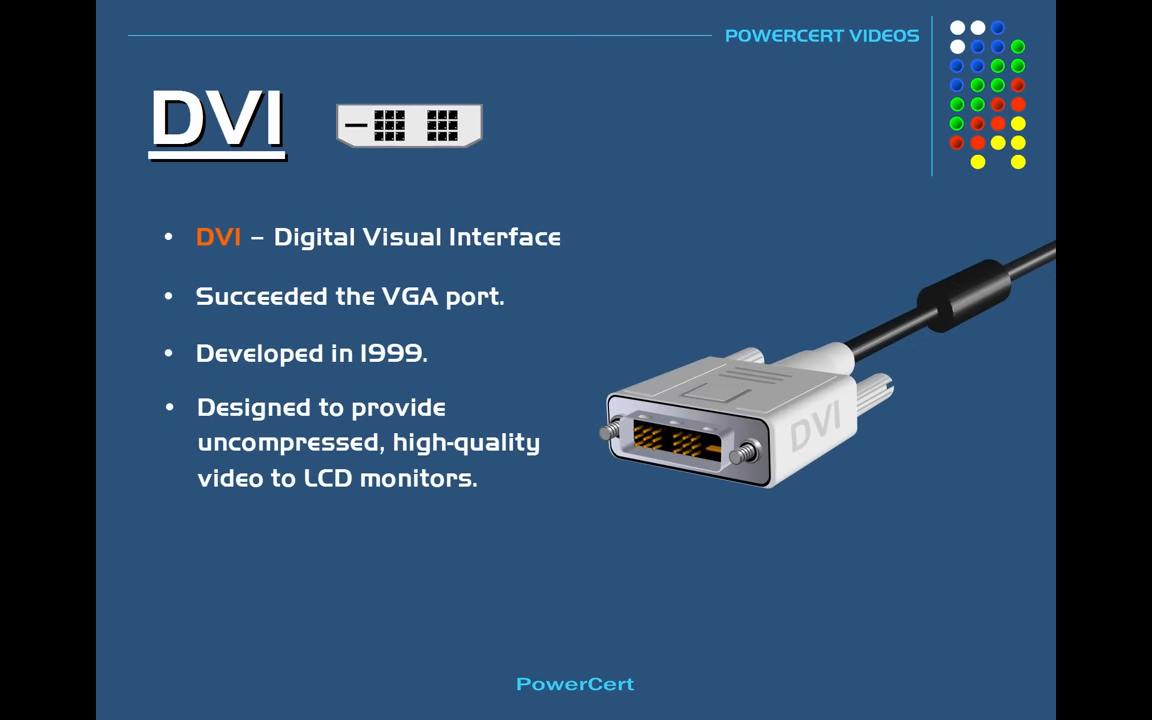 POWERCERT VIDEOS
DVI
• DVI – Digital Visual Interface
• Succeeded the VGA port.
• Developed in 1999.
• Designed to provide
uncompressed, high-quality
video to LCD monitors.
DVI
PowerCert